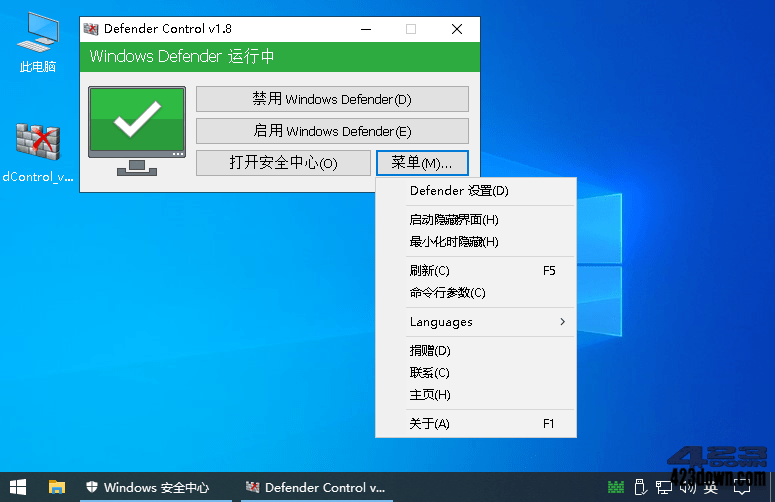 此电脑
dControl_v...
Defender Control v1.8
Windows Defender 运行中
禁用 Windows Defender(D)
启用 Windows Defender(E)
打开安全中心(O)
菜单(M)...
Defender 设置(D)
启动隐藏界面(H)
最小化时隐藏(H)
刷新(C) F5
命令行参数(C)
Languages
捐赠(D)
联系(C)
主页(H)
关于(A) F1
423
DOWN
423down.com
Windows 安全中心
Defender Control v...
英